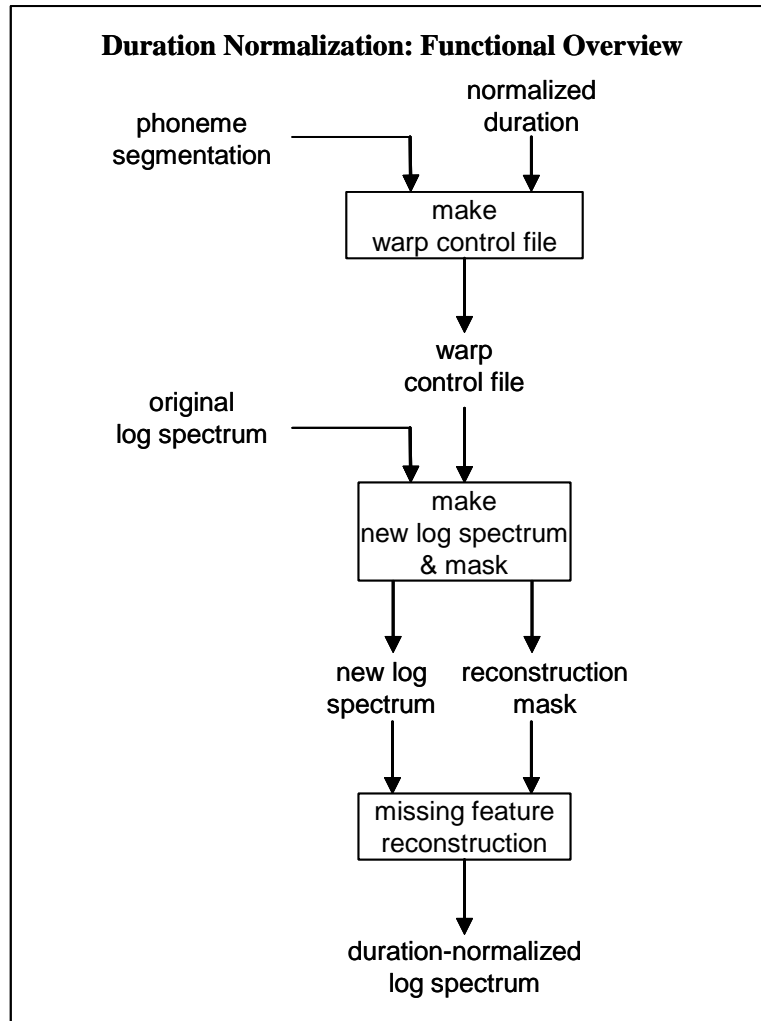 Duration Normalization: Functional Overview
phoneme
segmentation
normalized
duration
make
warp control file
warp
control file
original
log spectrum
make
new log spectrum
& mask
new log
spectrum
reconstruction
mask
missing feature
reconstruction
duration-normalized
log spectrum